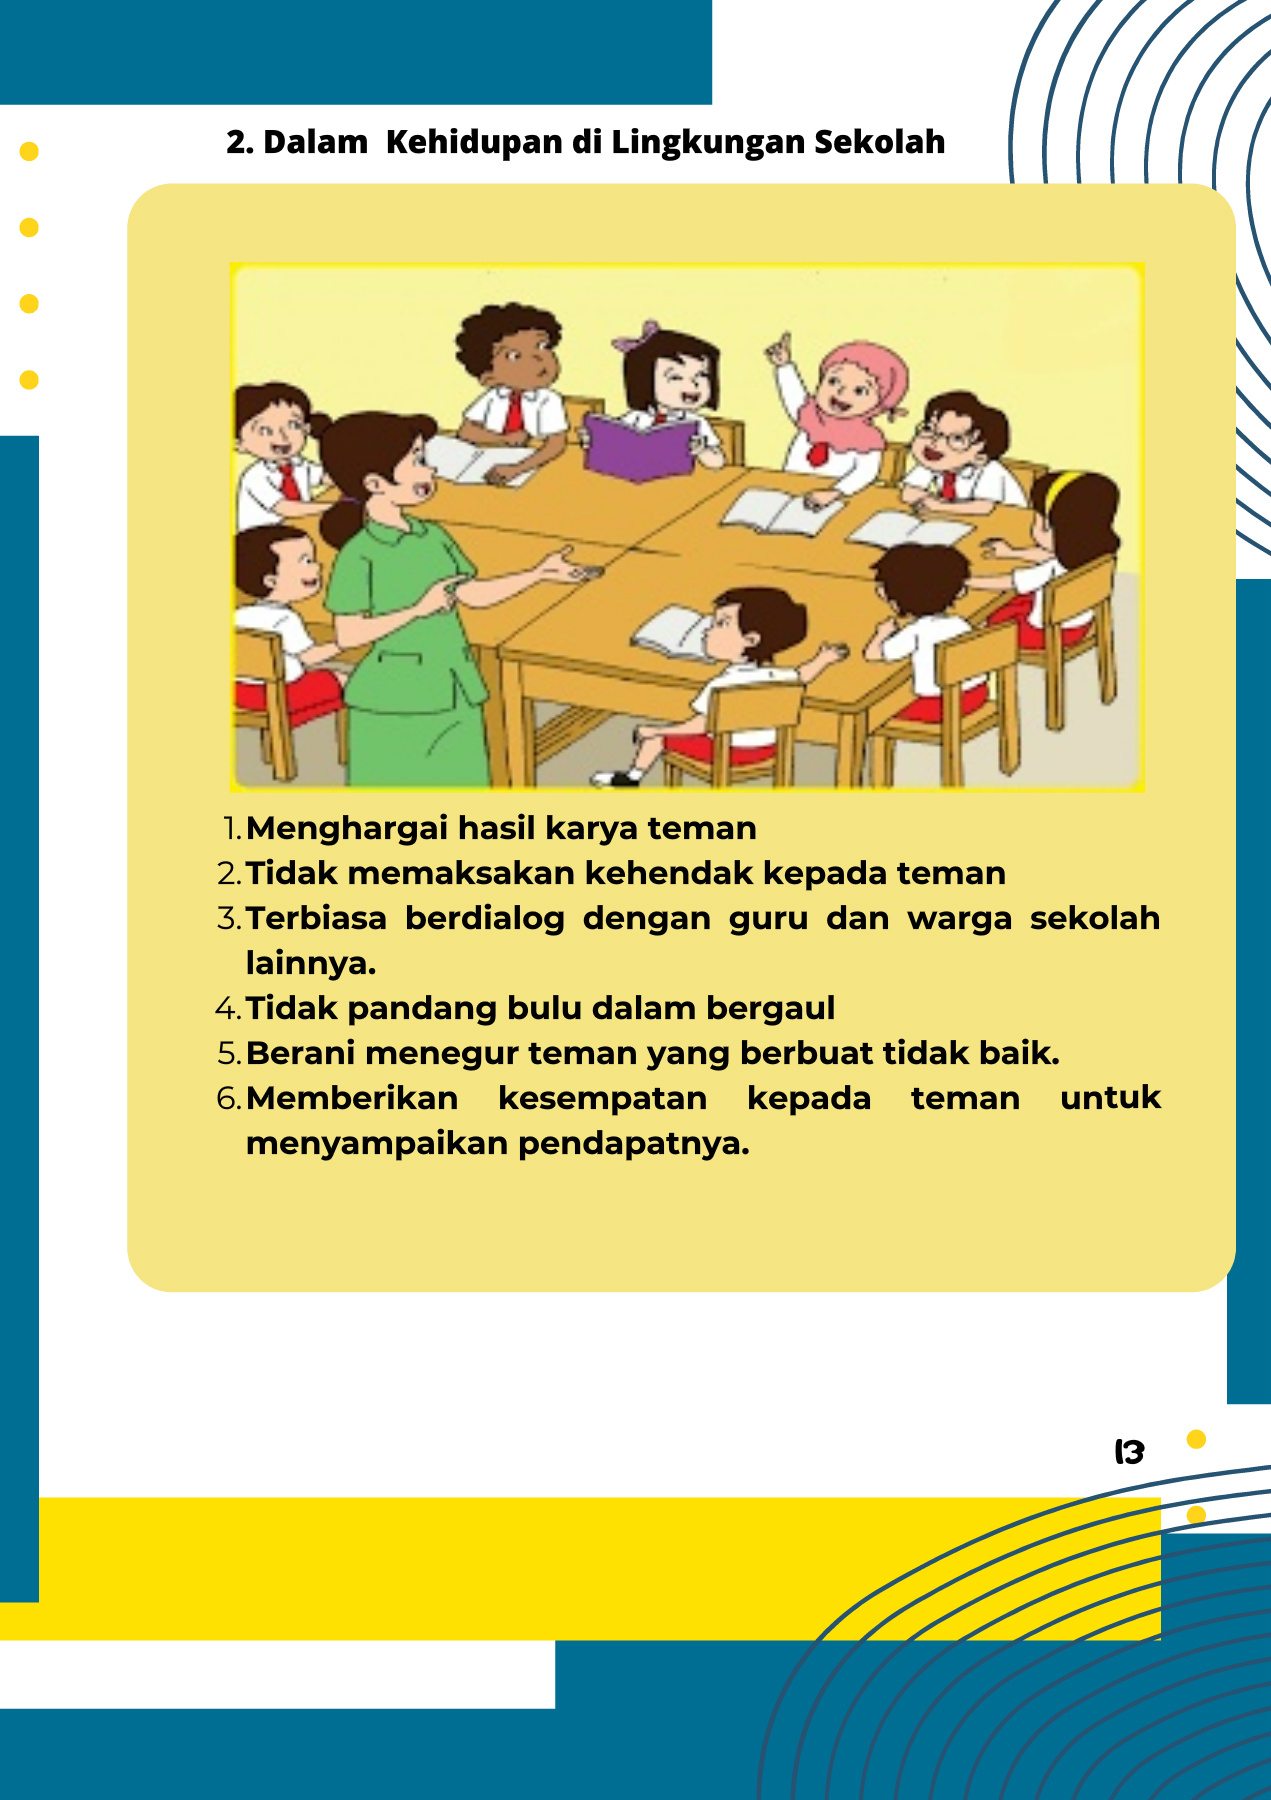 2. Dalam  Kehidupan di Lingkungan Sekolah
1. Menghargai hasil karya teman
2. Tidak memaksakan kehendak kepada teman
3. Terbiasa berdialog dengan guru dan warga sekolah
lainnya.
4. Tidak pandang bulu dalam bergaul
5. Berani menegur teman yang berbuat tidak baik.
6. Memberikan kesempatan kepada teman untuk
menyampaikan pendapatnya.
13